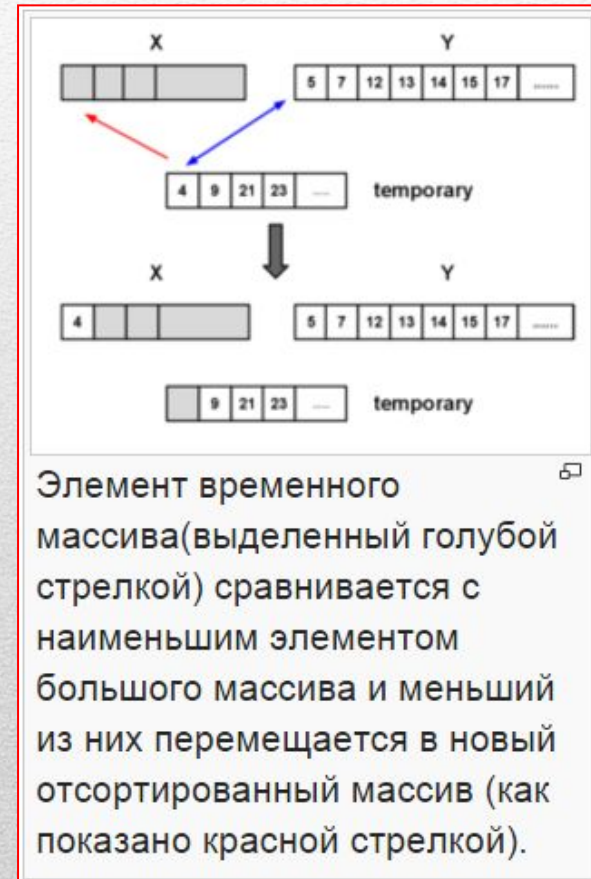 X Y
5 7 12 13 14 15 17 ......
4 9 21 23 .... temporary
X Y
4 5 7 12 13 14 15 17 ......
9 21 23 .... temporary
Элемент временного
массива(выделенный голубой
стрелкой) сравнивается с
наименьшим элементом
большого массива и меньший
из них перемещается в новый
отсортированный массив (как
показано красной стрелкой).